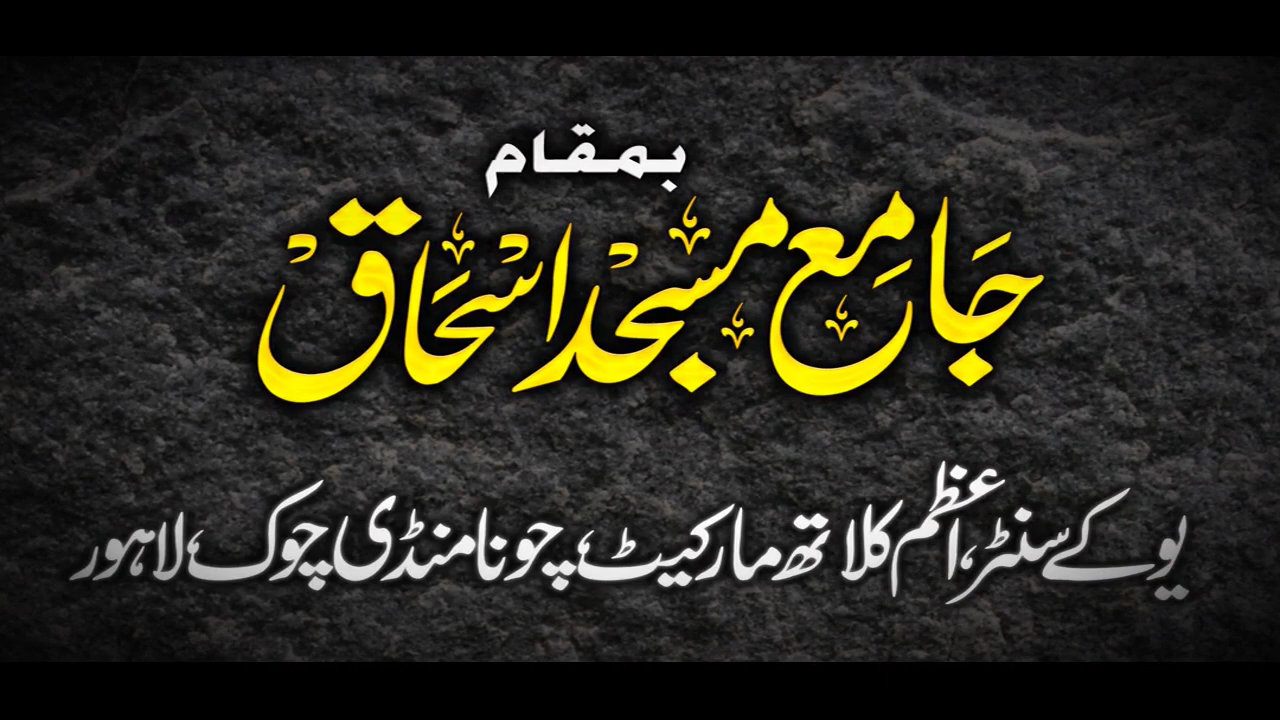 بمقام
جامع مسجد اسحاق
یو کے سنٹر، اعظم کلاتھ مارکیٹ، چونا منڈی چوک، لاہور